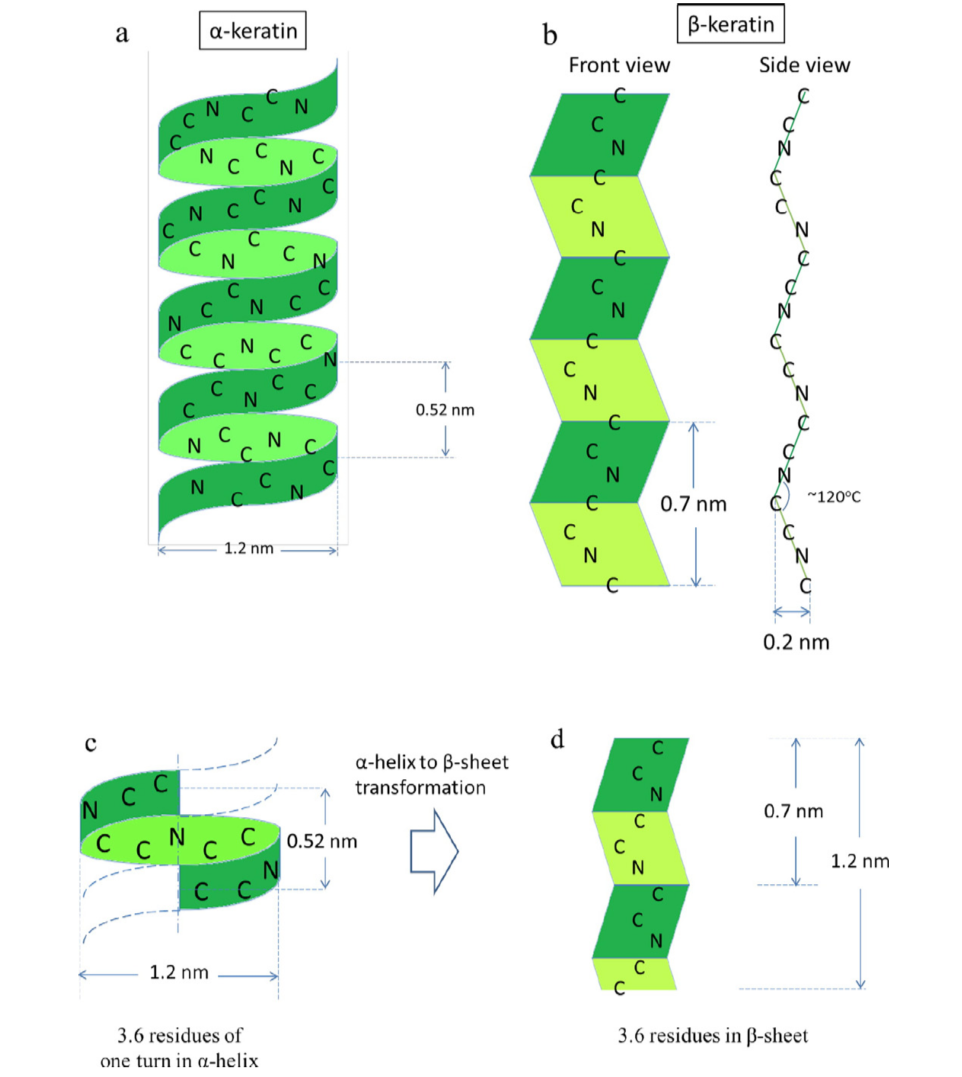 a
α-keratin
C C N C C N
N C C N C
C N C C N C
C N C C N
N C C N C C
C C N C C N
C C N C C
N C C N C
N C C N C
0.52 nm
1.2 nm
b
β-keratin
Front view
Side view
C
C
N
C
C
N
C
C
N
C
C
N
C
C
N
C
C
N
C
0.7 nm
C
C
N
C
C
N
C
C
N
C
C
N
C
C
N
C
C
N
C
~120°C
0.2 nm
c
N C C
C C N C C
C C N
0.52 nm
1.2 nm
3.6 residues of
one turn in α-helix
α-helix to β-sheet
transformation
d
C
C
N
C
C
N
C
C
N
C
C
0.7 nm
1.2 nm
3.6 residues in β-sheet